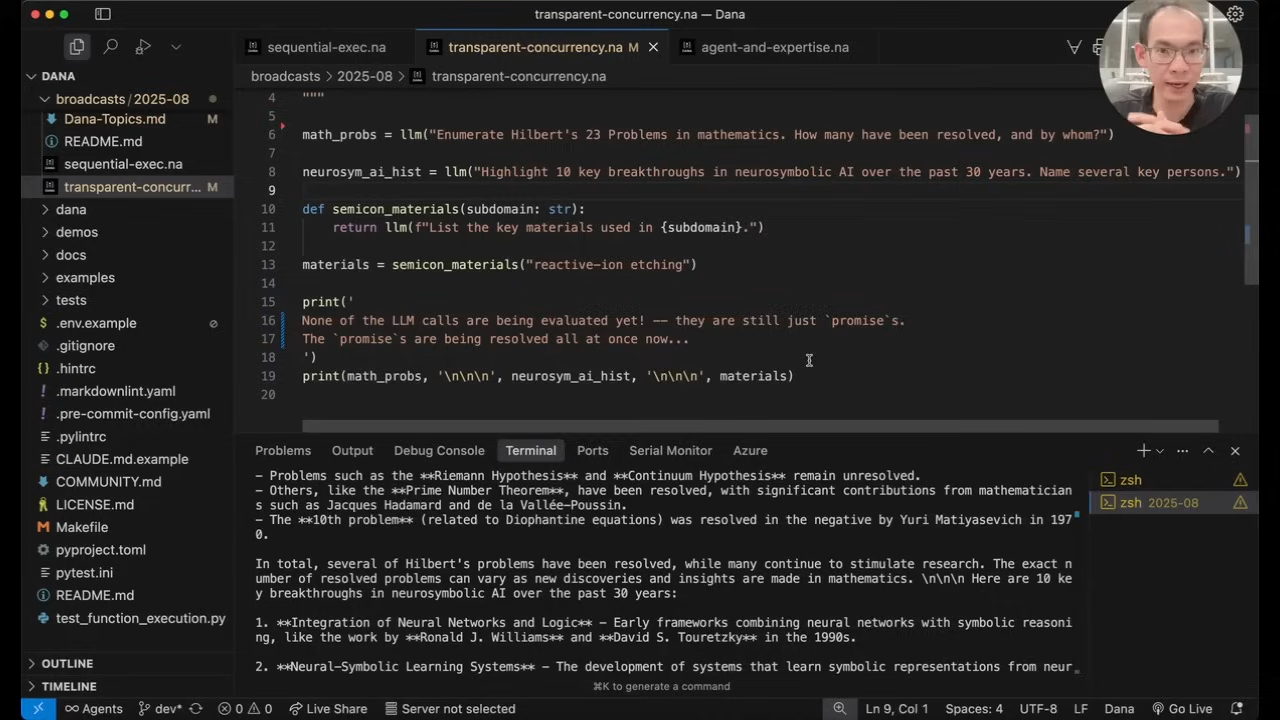 transparent-concurrency.na — Dana
sequential-exec.na
transparent-concurrency.na M
agent-and-expertise.na
DANA
broadcasts / 2025-08
Dana-Topics.md M
README.md
sequential-exec.na
transparent-concurr... M
dana
demos
docs
examples
tests
.env.example
.gitignore
.hintrc
.markdownlint.yaml
.pre-commit-config.yaml
.pylintrc
CLAUDE.md.example
COMMUNITY.md
LICENSE.md
Makefile
pyproject.toml
pytest.ini
README.md
test_function_execution.py
OUTLINE
TIMELINE
broadcasts > 2025-08 > transparent-concurrency.na
4 """
5
6 math_probs = llm("Enumerate Hilbert's 23 Problems in mathematics. How many have been resolved, and by whom?")
7
8 neurosym_ai_hist = llm("Highlight 10 key breakthroughs in neurosymbolic AI over the past 30 years. Name several key persons.")
9
10 def semicon_materials(subdomain: str):
11 return llm(f"List the key materials used in {subdomain}.")
12
13 materials = semicon_materials("reactive-ion etching")
14
15 print('
16 None of the LLM calls are being evaluated yet! -- they are still just `promise`s.
17 The `promise`s are being resolved all at once now...
18 ')
19 print(math_probs, '\n\n\n', neurosym_ai_hist, '\n\n\n', materials)
20
Problems Output Debug Console Terminal Ports Serial Monitor Azure
- Problems such as the **Riemann Hypothesis** and **Continuum Hypothesis** remain unresolved.
- Others, like the **Prime Number Theorem**, have been resolved, with significant contributions from mathematician
s such as Jacques Hadamard and de la Vallée-Poussin.
- The **10th problem** (related to Diophantine equations) was resolved in the negative by Yuri Matiyasevich in 197
0.
In total, several of Hilbert's problems have been resolved, while many continue to stimulate research. The exact n
umber of resolved problems can vary as new discoveries and insights are made in mathematics. \n\n\n Here are 10 ke
y breakthroughs in neurosymbolic AI over the past 30 years:
1. **Integration of Neural Networks and Logic** - Early frameworks combining neural networks with symbolic reasoni
ng, like the work by **Ronald J. Williams** and **David S. Touretzky** in the 1990s.
2. **Neural-Symbolic Learning Systems** - The development of systems that learn symbolic representations from neur
⌘K to generate a command
zsh
zsh 2025-08
Agents dev* 0 0 Live Share Server not selected Ln 9, Col 1 Spaces: 4 UTF-8 LF Dana Go Live